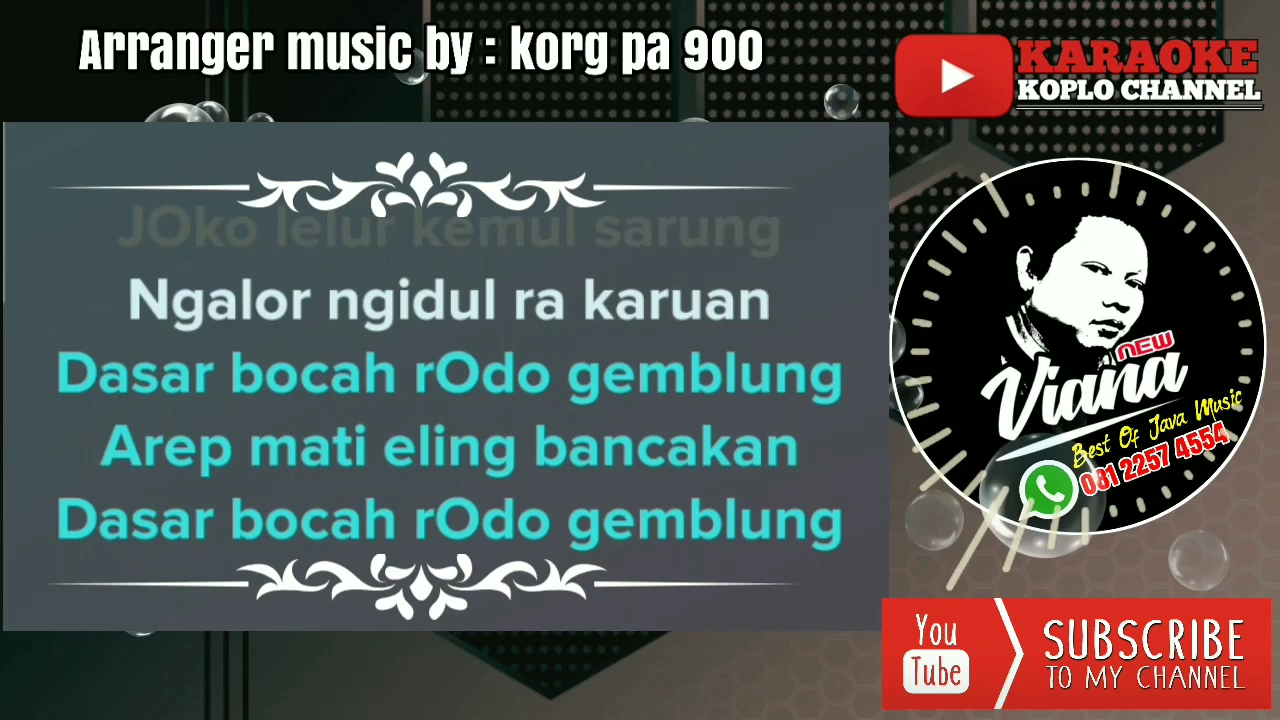 Arranger music by : korg pa 900
KARAOKE
KOPLO CHANNEL
JOko lelur kemul sarung
Ngalor ngidul ra karuan
Dasar bocah rOdo gemblung
Arep mati eling bancakan
Dasar bocah rOdo gemblung
NEW
Viana
Best Of Java Music
081 2257 4554
You
Tube
SUBSCRIBE
TO MY CHANNEL